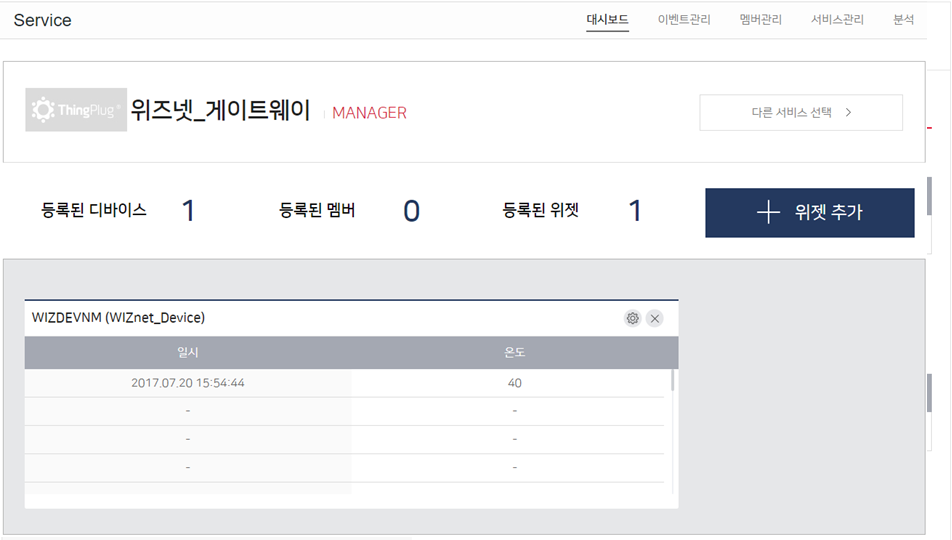 Service 대시보드 이벤트관리 멤버관리 서비스관리 분석
ThingPlug® 위즈넷_게이트웨이 MANAGER 다른 서비스 선택 >
등록된 디바이스 1 등록된 멤버 0 등록된 위젯 1 + 위젯 추가
WIZDEVNM (WIZnet_Device)
일시 온도
2017.07.20 15:54:44 40
- -
- -
- -